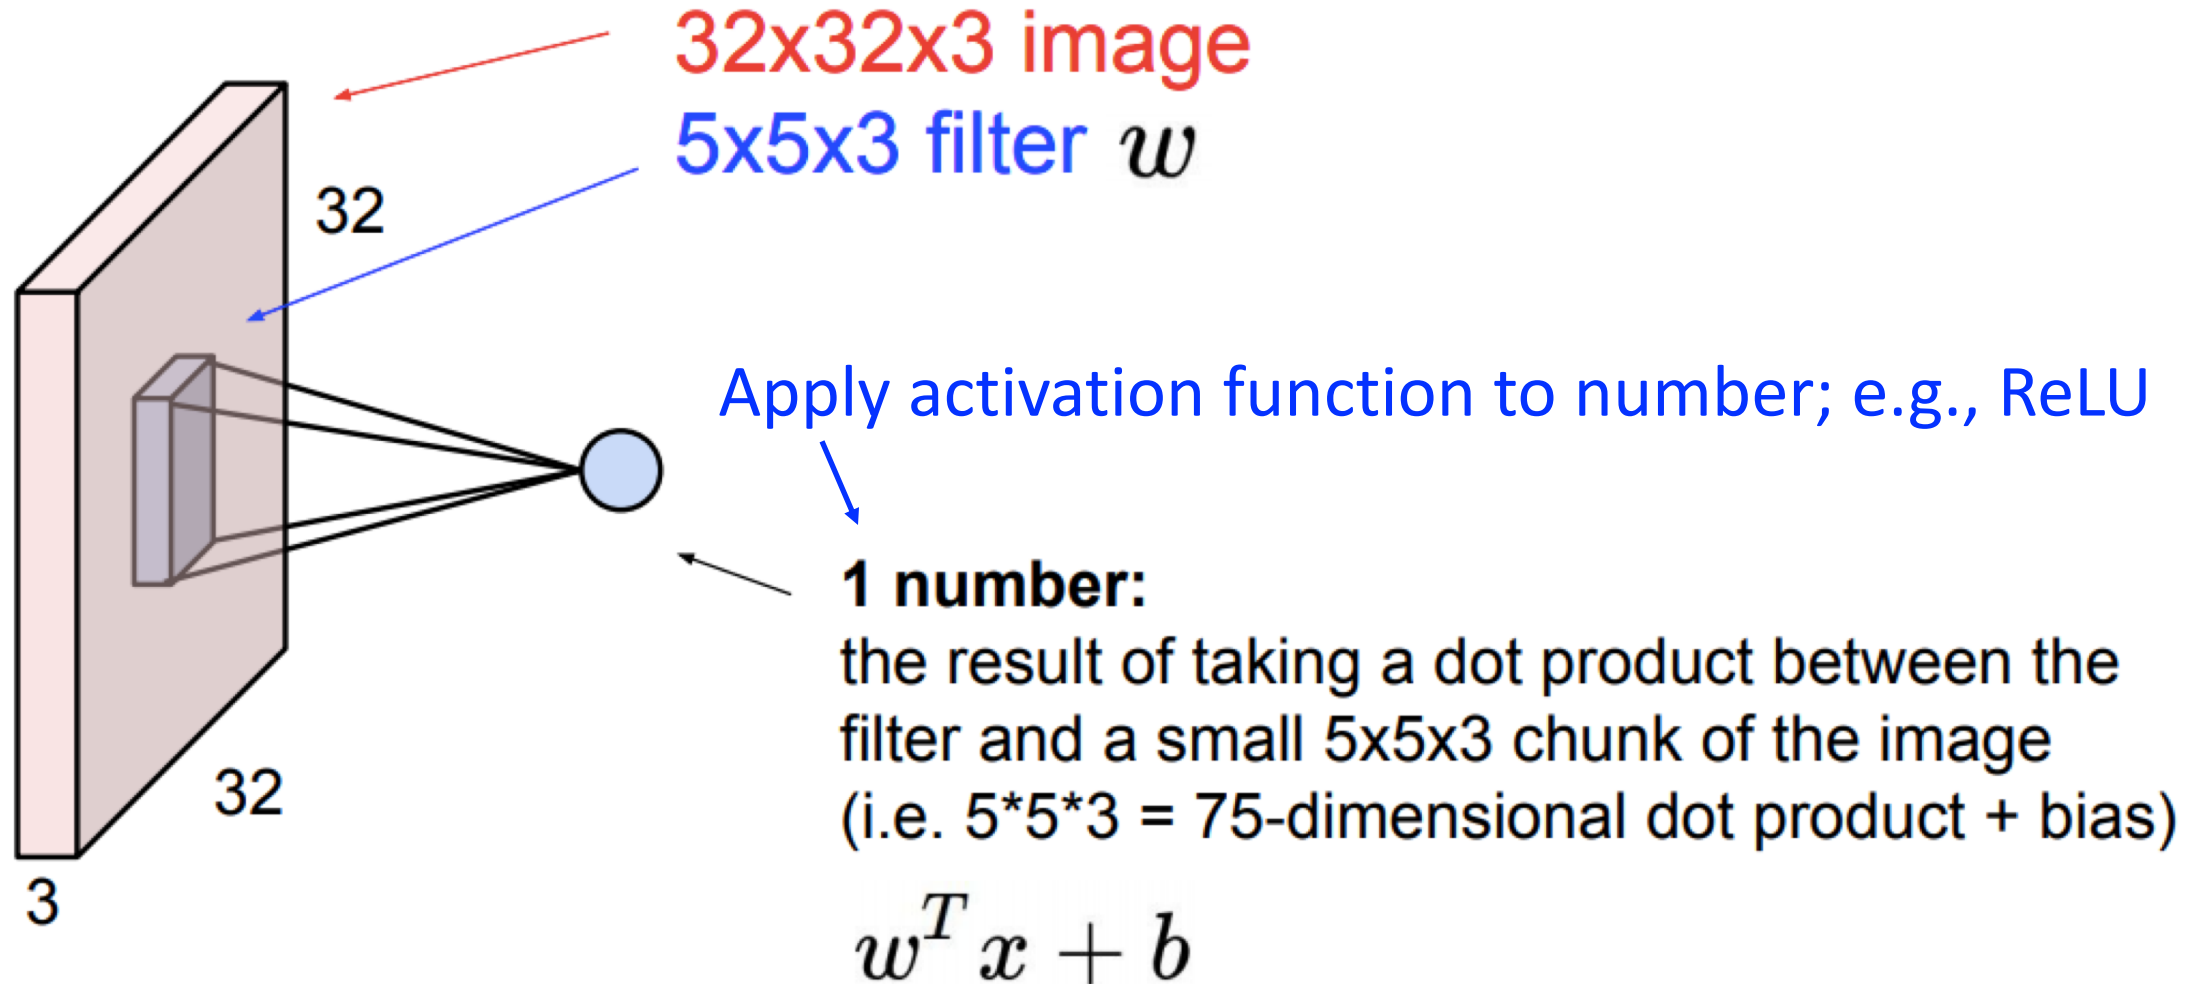 32x32x3 image
5x5x3 filter w
32
Apply activation function to number; e.g., ReLU
1 number:
the result of taking a dot product between the
filter and a small 5x5x3 chunk of the image
(i.e. 5*5*3 = 75-dimensional dot product + bias)
32
3
w^T x + b